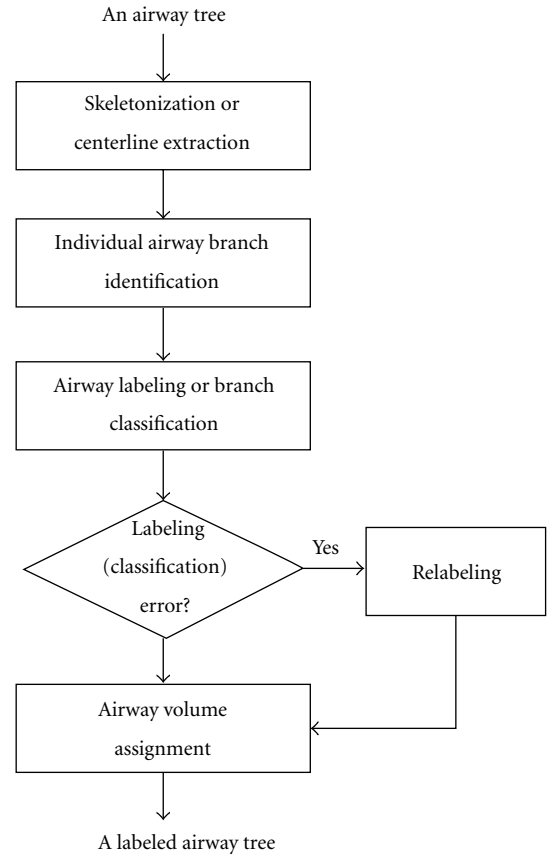 An airway tree
Skeletonization or
centerline extraction
Individual airway branch
identification
Airway labeling or branch
classification
Labeling
(classification)
error?
Yes
Relabeling
Airway volume
assignment
A labeled airway tree